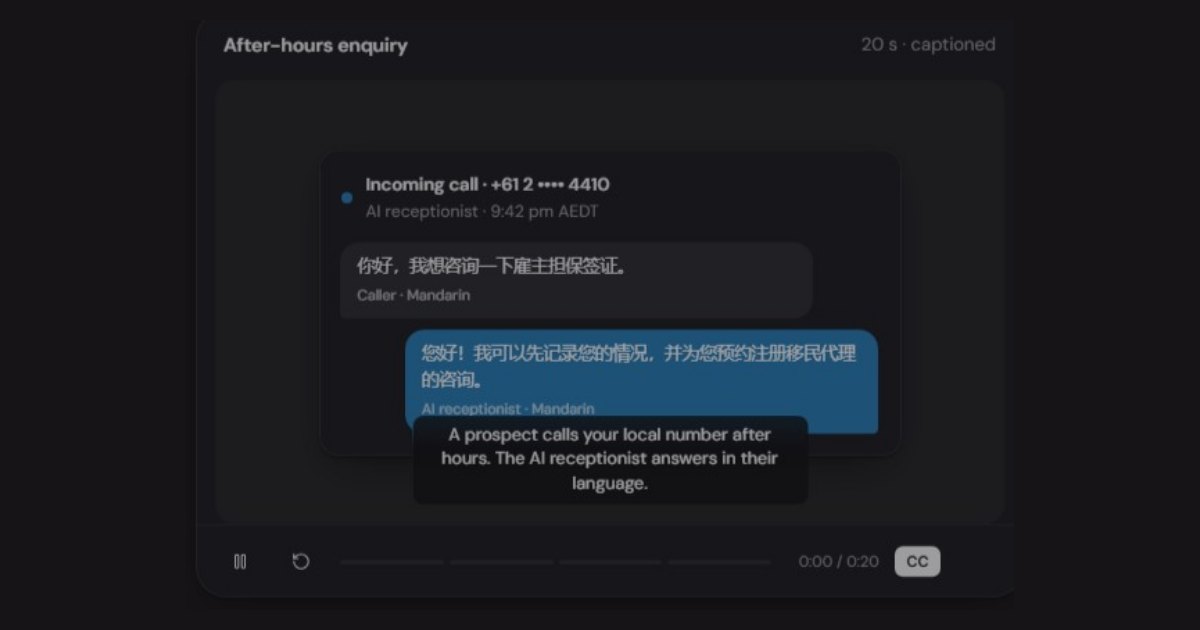 After-hours enquiry
20 s · captioned
Incoming call · +61 2 •••• 4410
AI receptionist · 9:42 pm AEDT
你好，我想咨询一下雇主担保签证。
Caller · Mandarin
您好！我可以先记录您的情况，并为您预约注册移民代理
的咨询。
AI receptionist · Mandarin
A prospect calls your local number after
hours. The AI receptionist answers in their
language.
0:00 / 0:20
CC